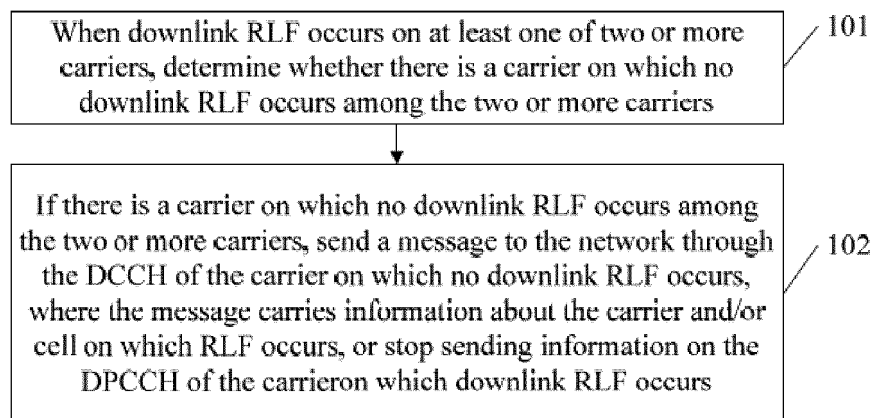 When downlink RLF occurs on at least one of two or more
carriers, determine whether there is a carrier on which no
downlink RLF occurs among the two or more carriers
101
If there is a carrier on which no downlink RLF occurs among
the two or more carriers, send a message to the network through
the DCCH of the carrier on which no downlink RLF occurs,
where the message carries information about the carrier and/or
cell on which RLF occurs, or stop sending information on the
DPCCH of the carrieron which downlink RLF occurs
102